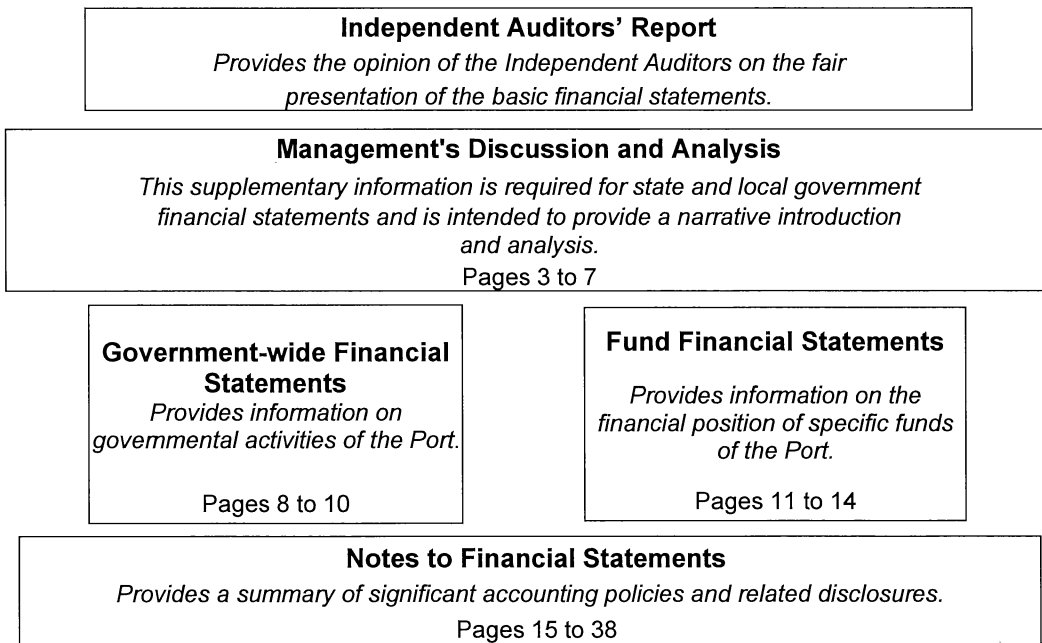 Independent Auditors’ Report
Provides the opinion of the Independent Auditors on the fair
presentation of the basic financial statements.
Management's Discussion and Analysis
This supplementary information is required for state and local government
financial statements and is intended to provide a narrative introduction
and analysis.
Pages 3 to 7
Government-wide Financial
Statements
Provides information on
governmental activities of the Port.
Pages 8 to 10
Fund Financial Statements
Provides information on the
financial position of specific funds
of the Port.
Pages 11 to 14
Notes to Financial Statements
Provides a summary of significant accounting policies and related disclosures.
Pages 15 to 38